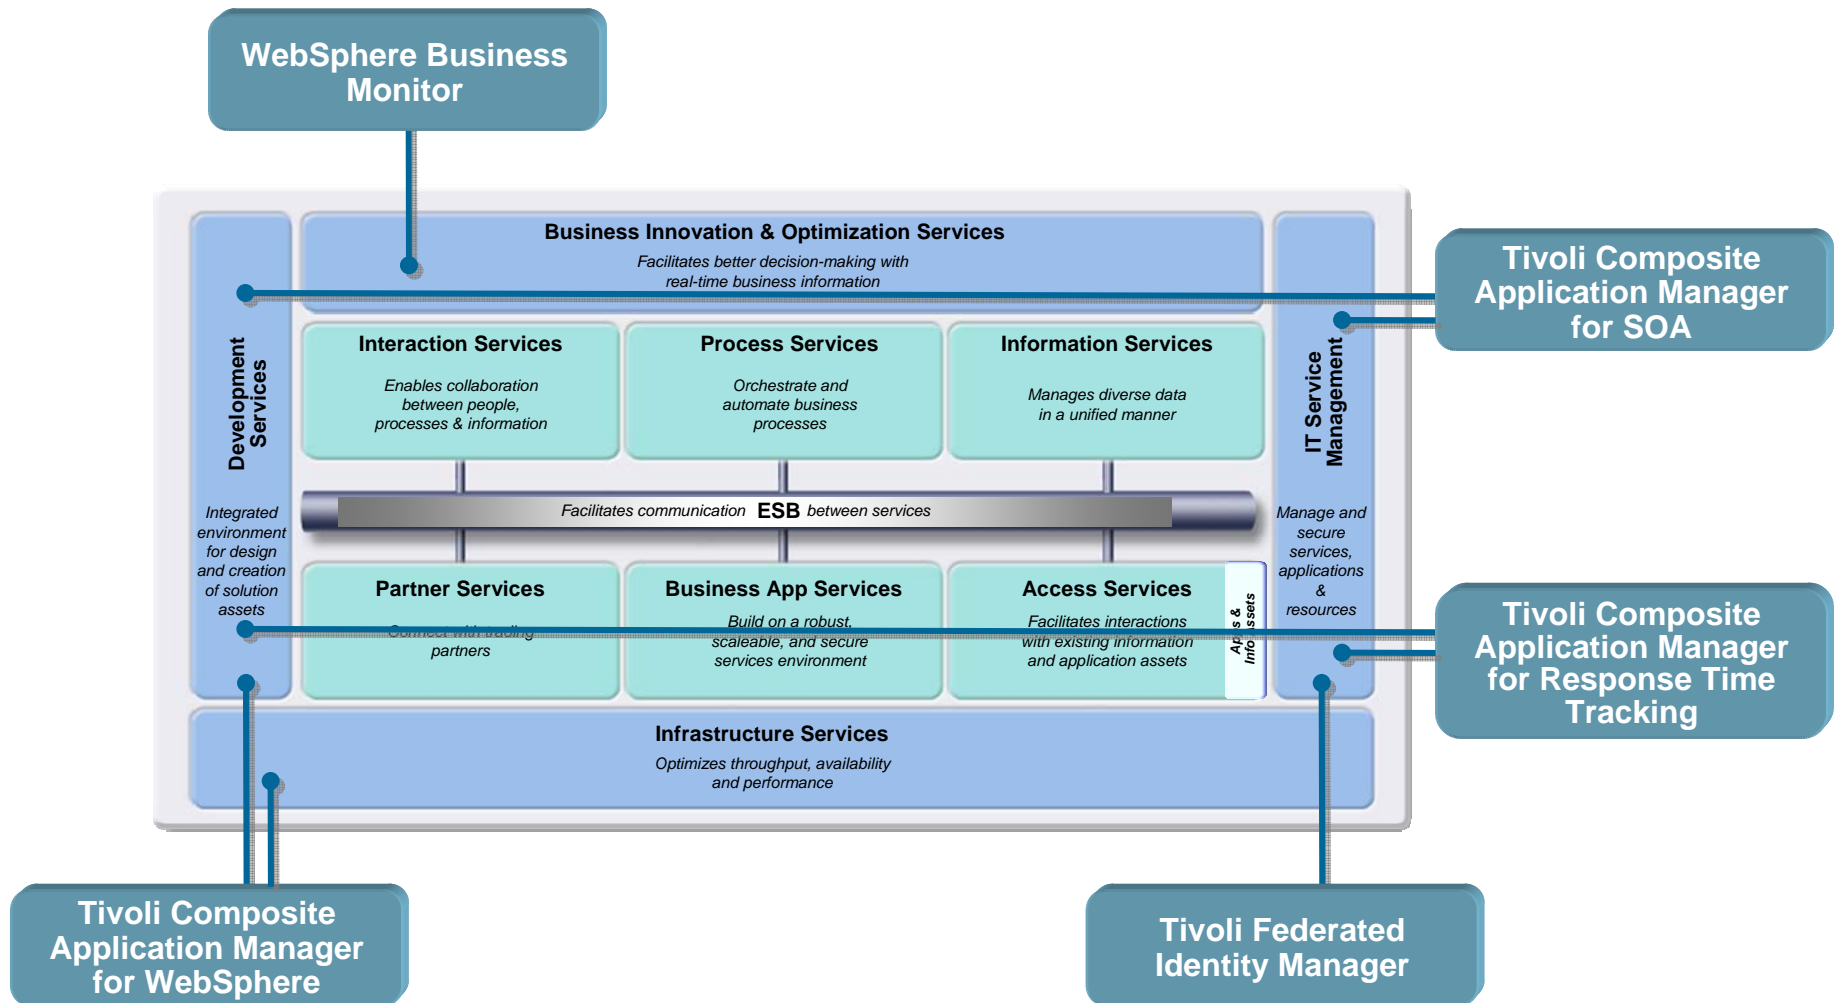 WebSphere Business
Monitor
Business Innovation & Optimization Services
Facilitates better decision-making with
real-time business information
Tivoli Composite
Application Manager
for SOA
Development
Services
Integrated
environment
for design
and creation
of solution
assets
Interaction Services
Enables collaboration
between people,
processes & information
Process Services
Orchestrate and
automate business
processes
Information Services
Manages diverse data
in a unified manner
IT Service
Management
Manage and
secure
services,
applications
&
resources
Facilitates communication ESB between services
Partner Services
Connect with trading
partners
Business App Services
Build on a robust,
scaleable, and secure
services environment
Access Services
Facilitates interactions
with existing information
and application assets
Apps &
Info Assets
Tivoli Composite
Application Manager
for Response Time
Tracking
Infrastructure Services
Optimizes throughput, availability
and performance
Tivoli Composite
Application Manager
for WebSphere
Tivoli Federated
Identity Manager